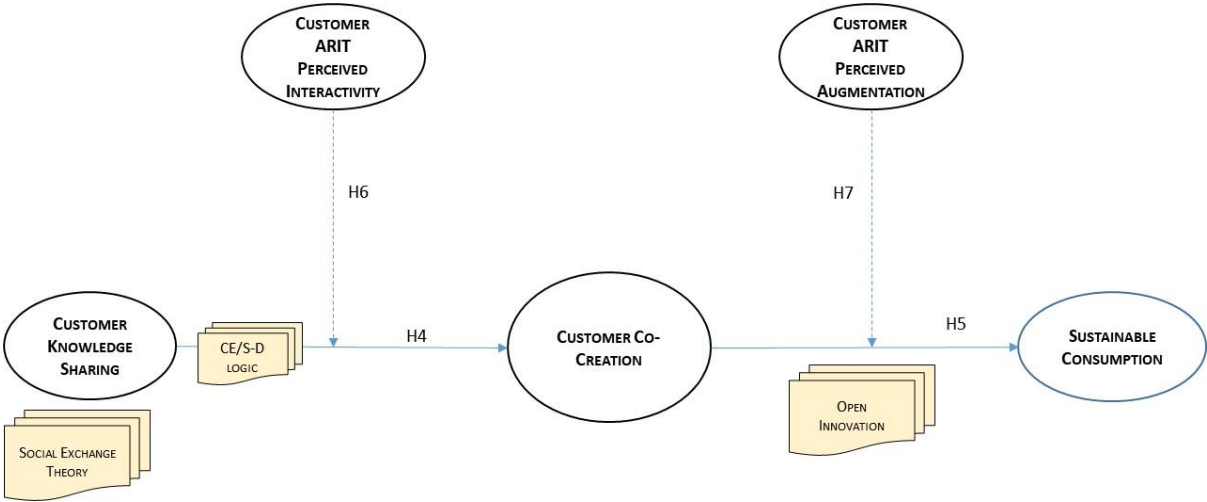 CUSTOMER
ARIT
PERCEIVED
INTERACTIVITY
CUSTOMER
ARIT
PERCEIVED
AUGMENTATION
H6
H7
CUSTOMER
KNOWLEDGE
SHARING
CE/S-D
LOGIC
H4
CUSTOMER CO-
CREATION
H5
SUSTAINABLE
CONSUMPTION
SOCIAL EXCHANGE
THEORY
OPEN
INNOVATION